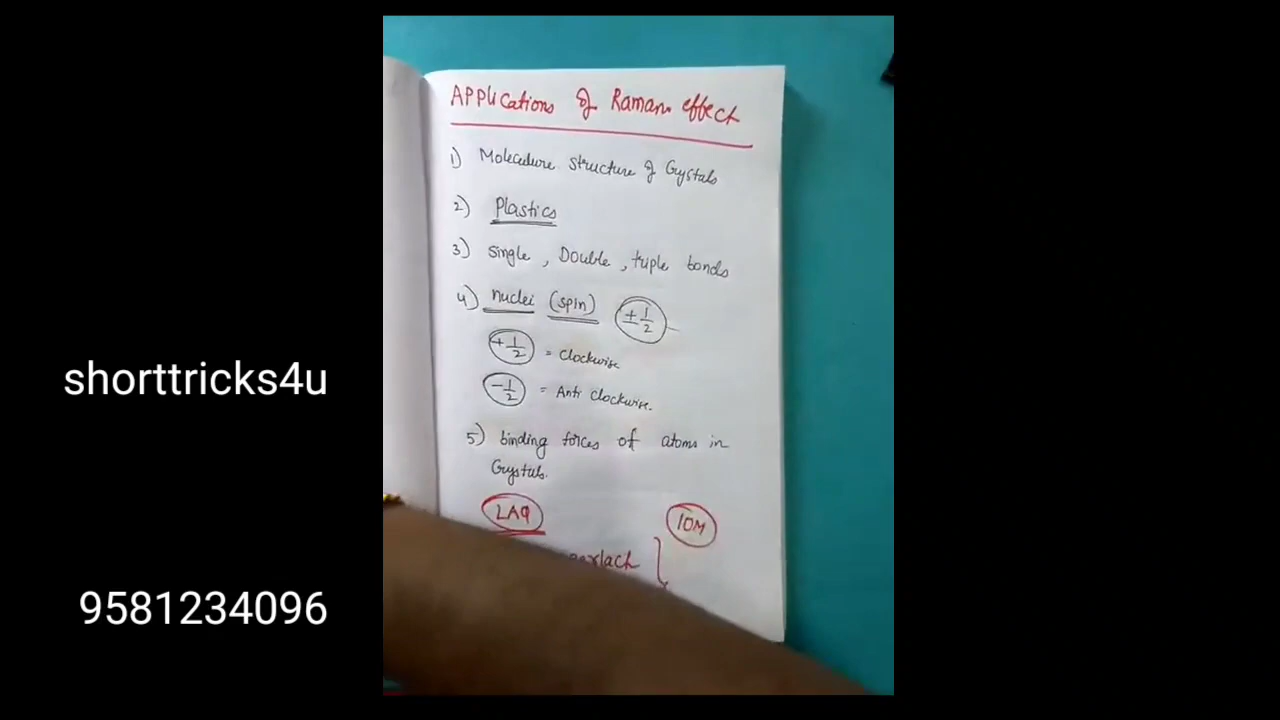 APPlications of Raman effect
1) Molecdure structure of Crystals
2) Plastics
3) Single , Double , triple bonds
4) nuclei (spin) ± 1/2
+ 1/2 = Clockwise
- 1/2 = Anti Clockwise.
5) binding forces of atoms in
Crystals.
LAQ 10M
gerlach
shorttricks4u
9581234096